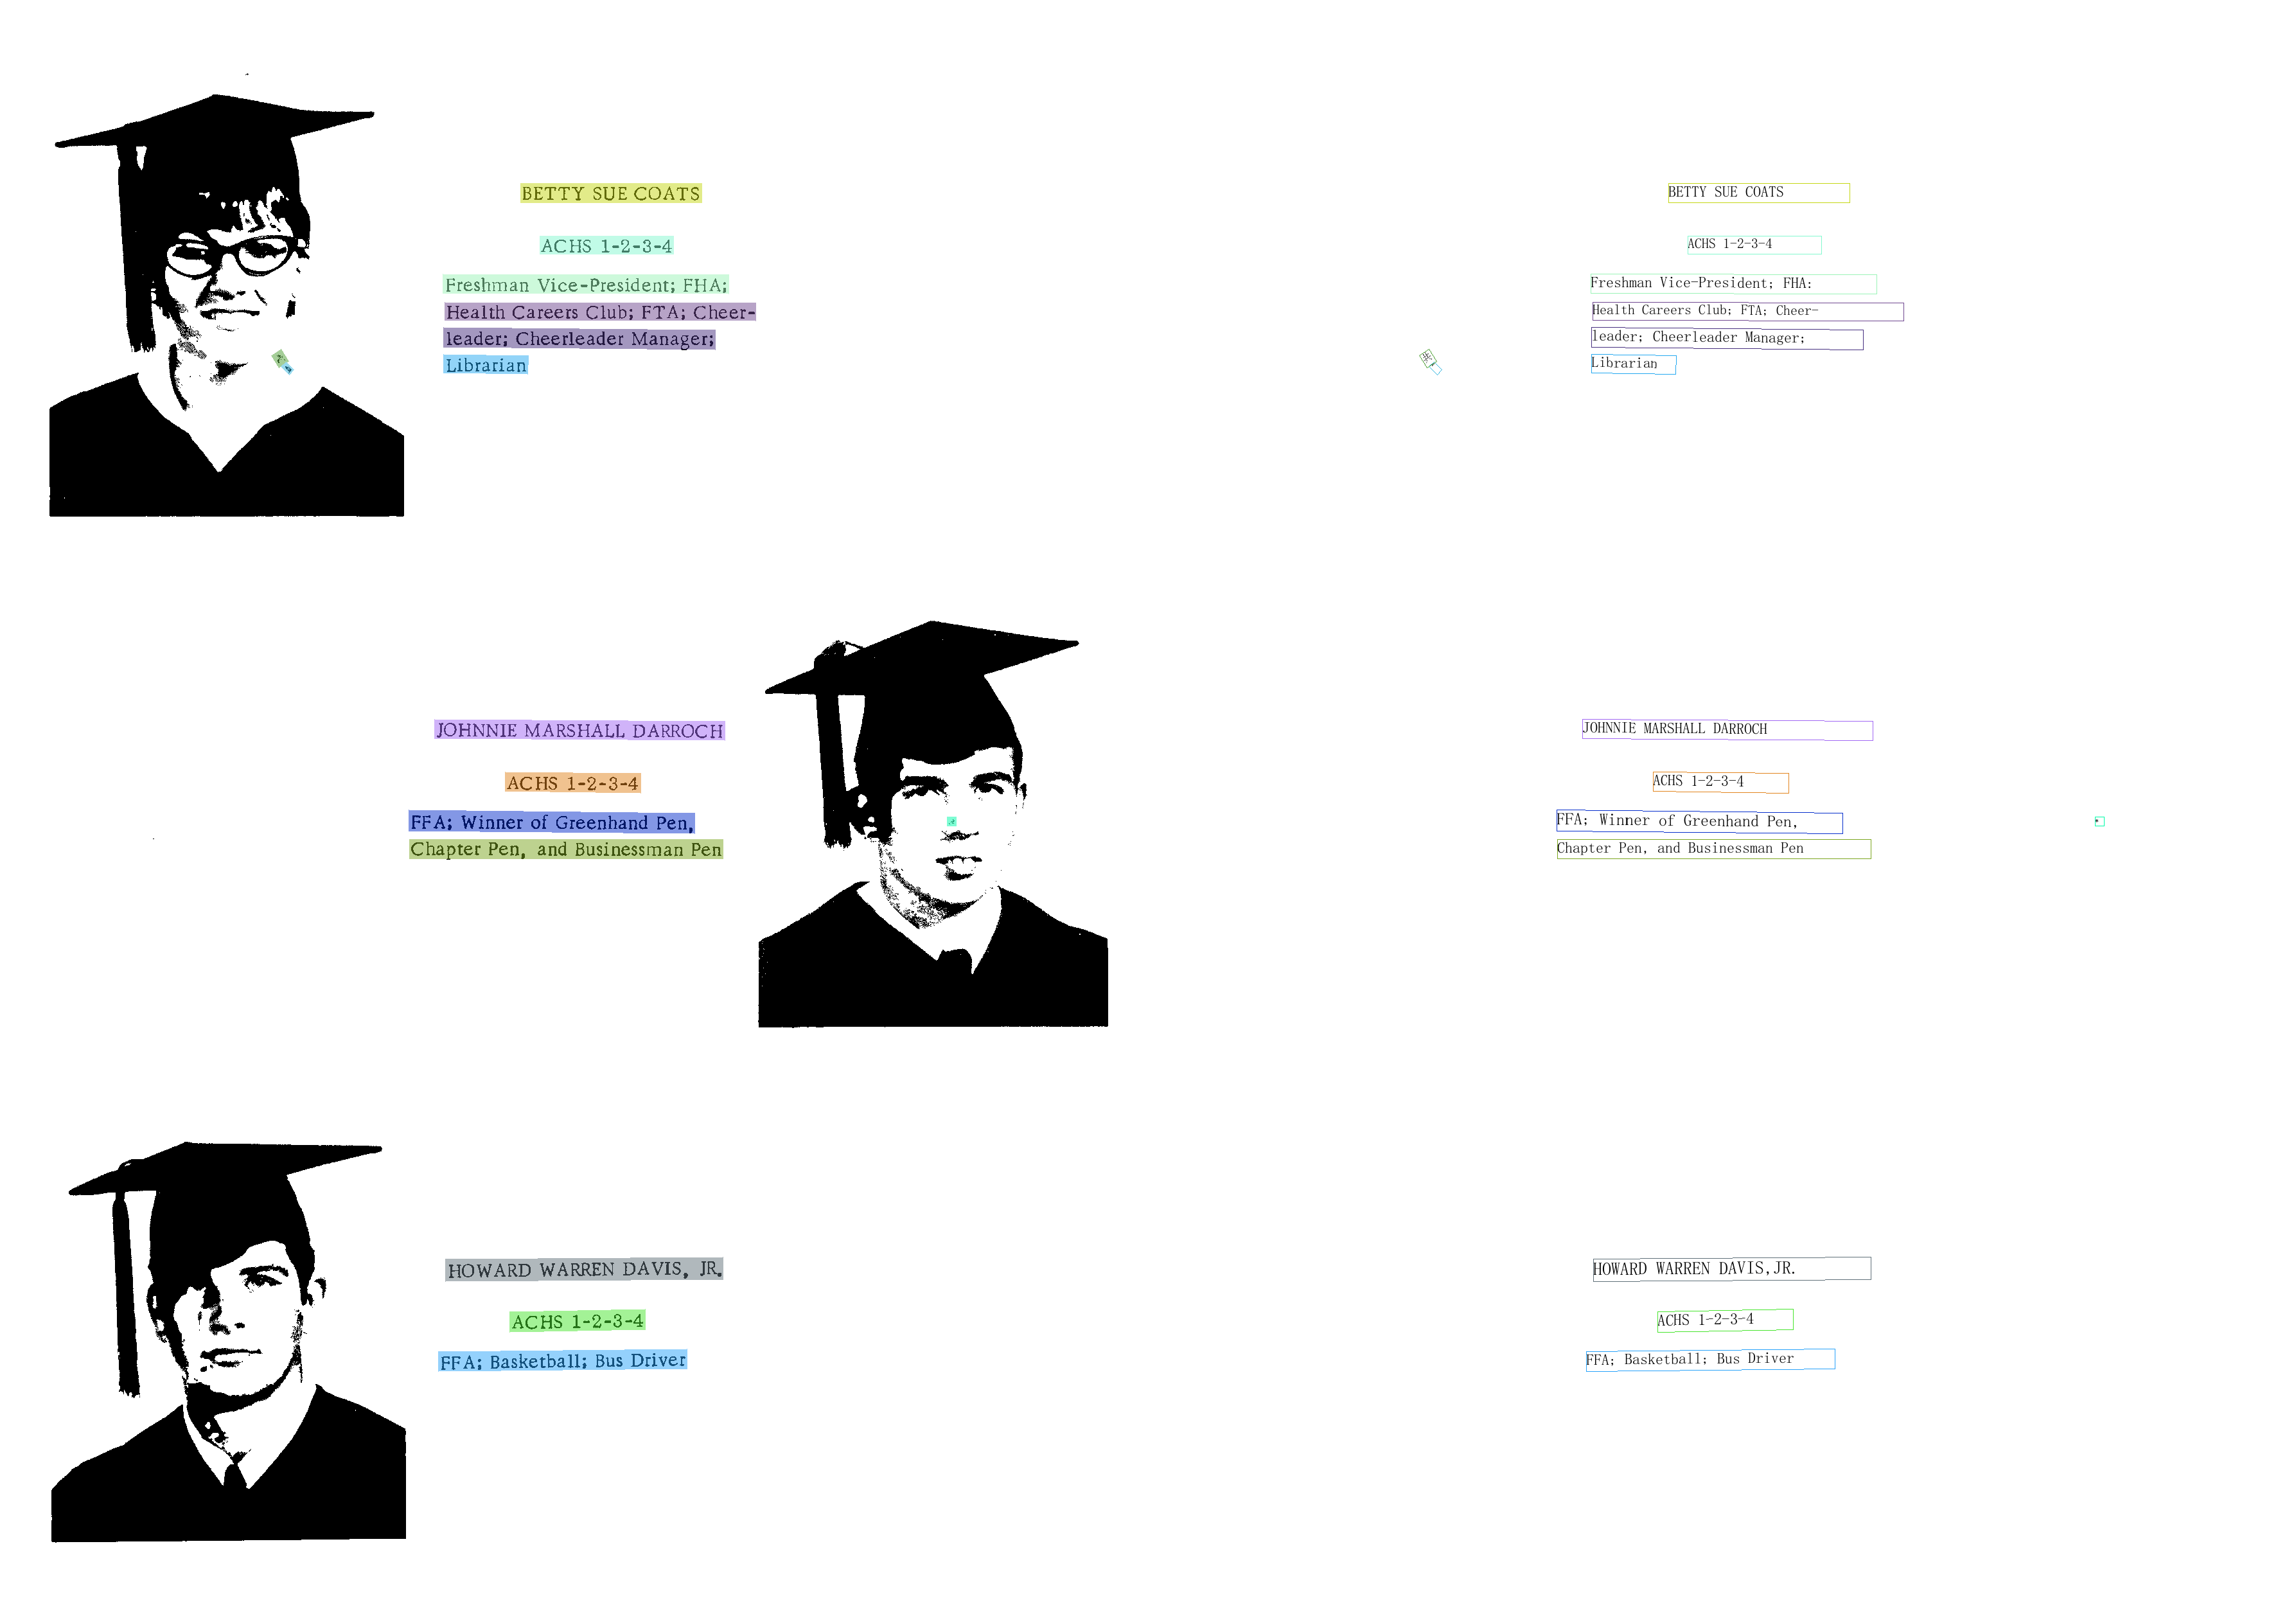 BETTY SUE COATS
ACHS 1-2-3-4
Freshman Vice-President; FHA;
Health Careers Club; FTA; Cheer-
leader; Cheerleader Manager;
Librarian
JOHNNIE MARSHALL DARROCH
ACHS 1-2-3-4
FFA; Winner of Greenhand Pen,
Chapter Pen, and Businessman Pen
HOWARD WARREN DAVIS, JR.
ACHS 1-2-3-4
FFA; Basketball; Bus Driver
BETTY SUE COATS
ACHS 1-2-3-4
Freshman Vice-President; FHA:
Health Careers Club; FTA; Cheer-
leader; Cheerleader Manager;
Librarian
JOHNNIE MARSHALL DARROCH
ACHS 1-2-3-4
FFA; Winner of Greenhand Pen,
Chapter Pen, and Businessman Pen
HOWARD WARREN DAVIS,JR.
ACHS 1-2-3-4
FFA; Basketball; Bus Driver